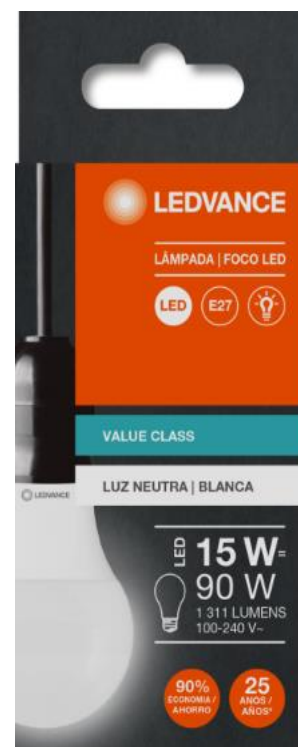 LEDVANCE
LÂMPADA | FOCO LED
LED
E27
VALUE CLASS
LUZ NEUTRA | BLANCA
LEDVANCE
LED
15 W=
90 W
1 311 LUMENS
100-240 V~
90%
ECONOMIA /
AHORRO
25
ANOS /
AÑOS*